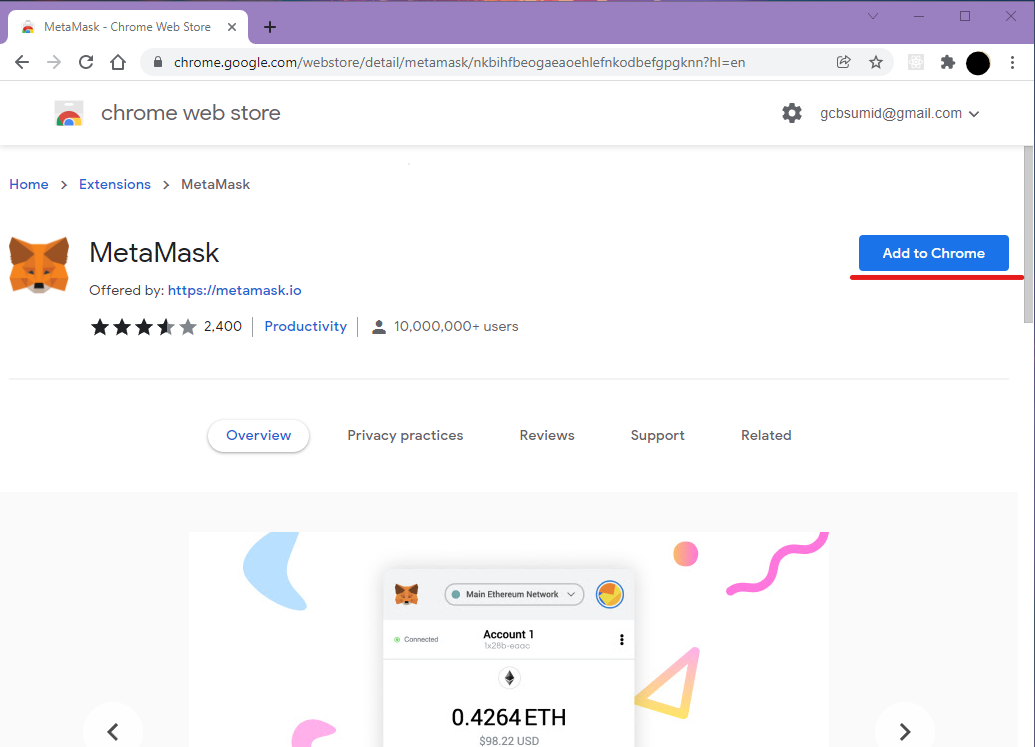 MetaMask - Chrome Web Store
chrome.google.com/webstore/detail/metamask/nkbihfbeogaeaoehlefnkodbefgpgknn?hl=en
chrome web store
gcbsumid@gmail.com
Home > Extensions > MetaMask
MetaMask
Add to Chrome
Offered by: https://metamask.io
2,400 | Productivity | 10,000,000+ users
Overview
Privacy practices
Reviews
Support
Related
Main Ethereum Network
Connected
Account 1
1x28b-eaac
0.4264 ETH
$98.22 USD